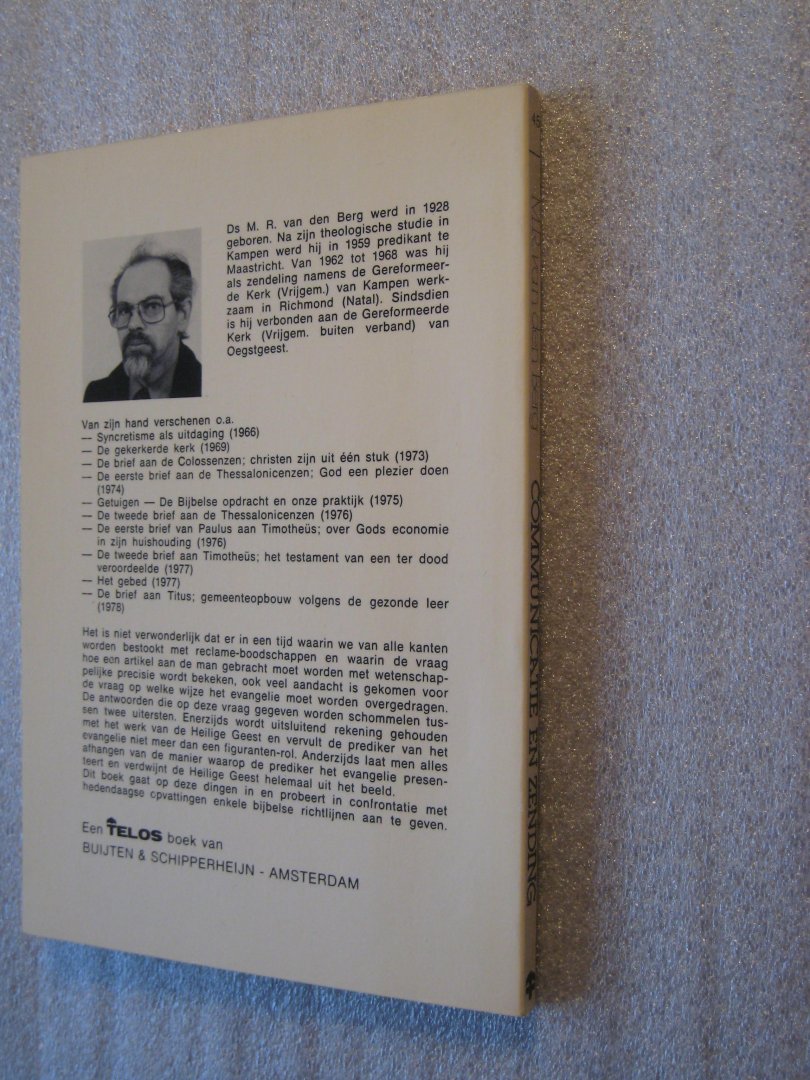 Ds M. R. van den Berg werd in 1928
geboren. Na zijn theologische studie in
Kampen werd hij in 1959 predikant te
Maastricht. Van 1962 tot 1968 was hij
als zendeling namens de Gereformeer-
de Kerk (Vrijgem.) van Kampen werk-
zaam in Richmond (Natal). Sindsdien
is hij verbonden aan de Gereformeerde
Kerk (Vrijgem. buiten verband) van
Oegstgeest.
Van zijn hand verschenen o.a.
— Syncretisme als uitdaging (1966)
— De gekerkerde kerk (1969)
— De brief aan de Colossenzen; christen zijn uit één stuk (1973)
— De eerste brief aan de Thessalonicenzen; God een plezier doen
(1974)
— Getuigen — De Bijbelse opdracht en onze praktijk (1975)
— De tweede brief aan de Thessalonicenzen (1976)
— De eerste brief van Paulus aan Timotheüs; over Gods economie
in zijn huishouding (1976)
— De tweede brief aan Timotheüs; het testament van een ter dood
veroordeelde (1977)
— Het gebed (1977)
— De brief aan Titus; gemeenteopbouw volgens de gezonde leer
(1978)
Het is niet verwonderlijk dat er in een tijd waarin we van alle kanten
worden bestookt met reclame-boodschappen en waarin de vraag
hoe een artikel aan de man gebracht moet worden met wetenschap-
pelijke precisie wordt bekeken, ook veel aandacht is gekomen voor
de vraag op welke wijze het evangelie moet worden overgedragen.
De antwoorden die op deze vraag gegeven worden schommelen tus-
sen twee uitersten. Enerzijds wordt uitsluitend rekening gehouden
met het werk van de Heilige Geest en vervult de prediker van het
evangelie niet meer dan een figuranten-rol. Anderzijds laat men alles
afhangen van de manier waarop de prediker het evangelie presen-
teert en verdwijnt de Heilige Geest helemaal uit het beeld.
Dit boek gaat op deze dingen in en probeert in confrontatie met
hedendaagse opvattingen enkele bijbelse richtlijnen aan te geven.
Een TELOS boek van
BUIJTEN & SCHIPPERHEIJN - AMSTERDAM
M.R. van den Berg COMMUNICATIE EN ZENDING